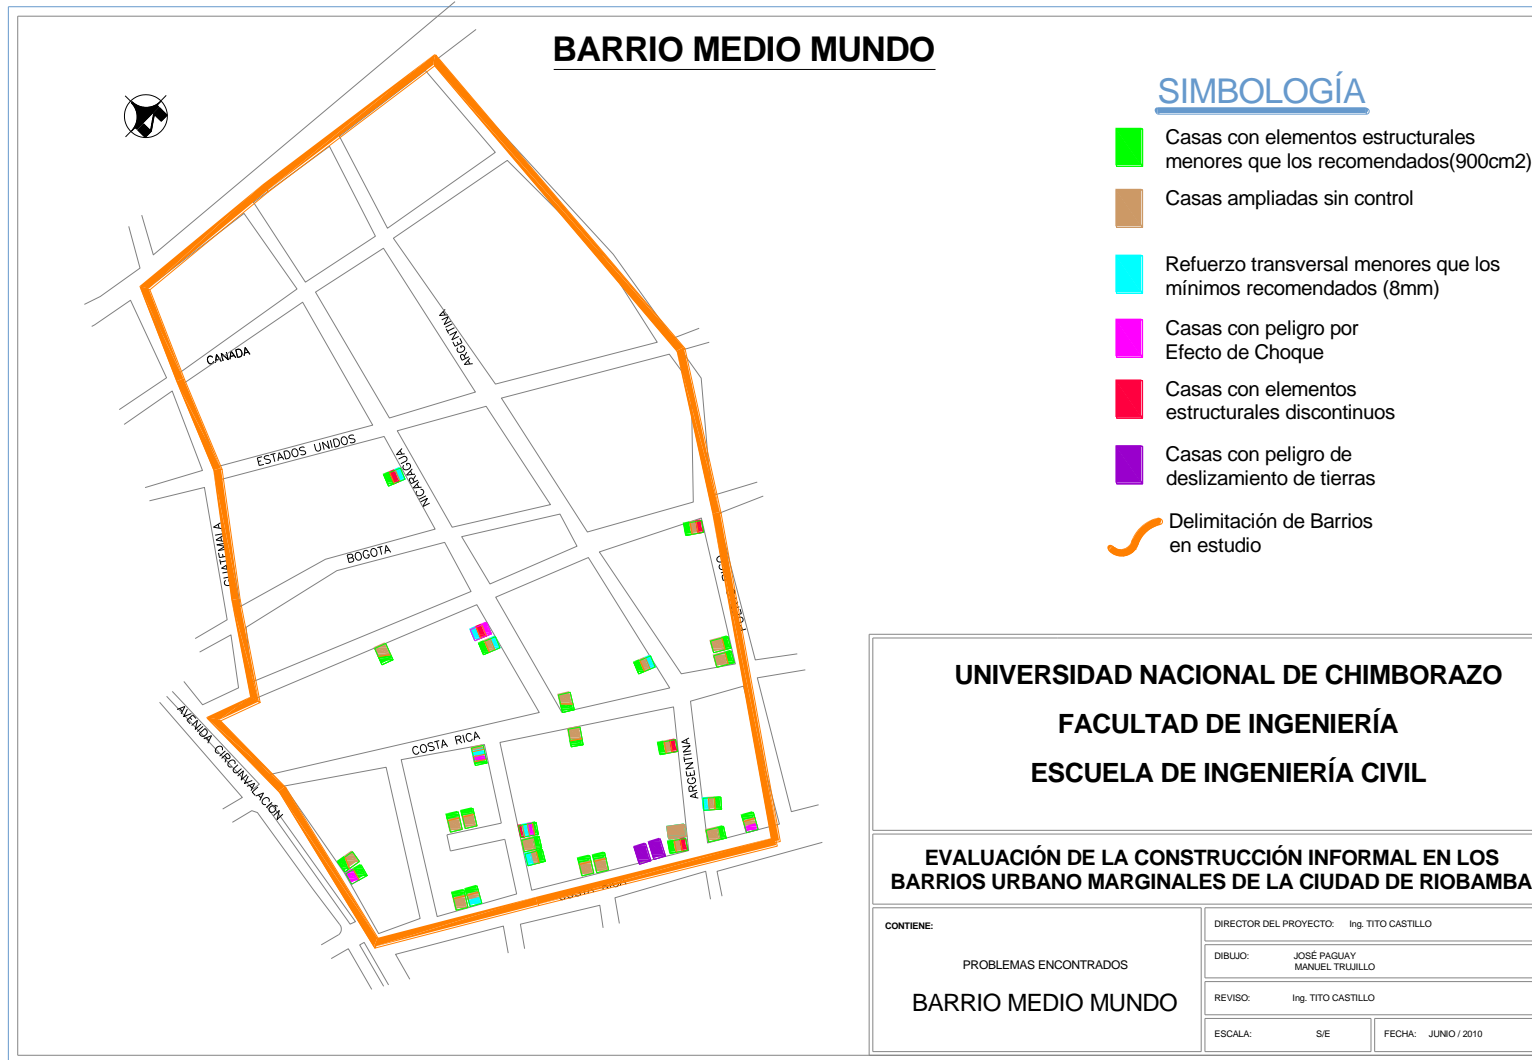 BARRIO MEDIO MUNDO
SIMBOLOGÍA
Casas con elementos estructurales
menores que los recomendados(900cm2)
Casas ampliadas sin control
Refuerzo transversal menores que los
mínimos recomendados (8mm)
Casas con peligro por
Efecto de Choque
Casas con elementos
estructurales discontinuos
Casas con peligro de
deslizamiento de tierras
Delimitación de Barrios
en estudio
ARGENTINA
CANADA
ESTADOS UNIDOS
NICARAGUA
GUATEMALA
BOGOTA
AVENIDA CIRCUNVALACIÓN
COSTA RICA
ARGENTINA
UNIVERSIDAD NACIONAL DE CHIMBORAZO
FACULTAD DE INGENIERÍA
ESCUELA DE INGENIERÍA CIVIL
EVALUACIÓN DE LA CONSTRUCCIÓN INFORMAL EN LOS
BARRIOS URBANO MARGINALES DE LA CIUDAD DE RIOBAMBA
CONTIENE:
PROBLEMAS ENCONTRADOS
BARRIO MEDIO MUNDO
DIRECTOR DEL PROYECTO: Ing. TITO CASTILLO
DIBUJO: JOSÉ PAGUAY
MANUEL TRUJILLO
REVISO: Ing. TITO CASTILLO
ESCALA: S/E
FECHA: JUNIO / 2010